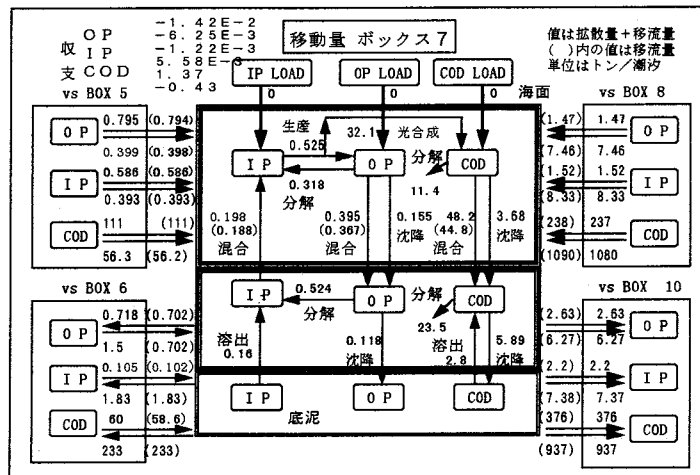 収支 OP IP COD
-1.42E-2
-6.25E-3
-1.22E-3
5.58E-3
1.37
-0.43
移動量 ボックス7
値は拡散量+移流量
( )内の値は移流量
単位はトン/潮汐
IP LOAD OP LOAD COD LOAD
0 0 0 海面
vs BOX 5
0.795 (0.794)
OP
0.399 (0.398)
0.586 (0.586)
IP
0.393 (0.393)
111 (111)
COD
56.3 (56.2)
vs BOX 8
(1.47) 1.47
OP
(7.46) 7.46
(1.52) 1.52
IP
(8.33) 8.33
(238) 237
COD
(1090) 1080
生産 32.1 光合成
0.525
IP OP 分解 COD
0.318 11.4
分解
0.198 0.395 0.155 48.2 3.68
(0.188) (0.367) 沈降 (44.8) 沈降
混合 混合 混合
IP 0.524 OP 分解 COD
分解 23.5
溶出 0.118 溶出 5.89
0.16 沈降 2.8 沈降
IP OP COD
底泥
vs BOX 6
0.718 (0.702)
OP
1.5 (0.702)
0.105 (0.102)
IP
1.83 (1.83)
60 (58.6)
COD
233 (233)
vs BOX 10
(2.63) 2.63
OP
(6.27) 6.27
(2.2) 2.2
IP
(7.38) 7.37
(376) 376
COD
(937) 937